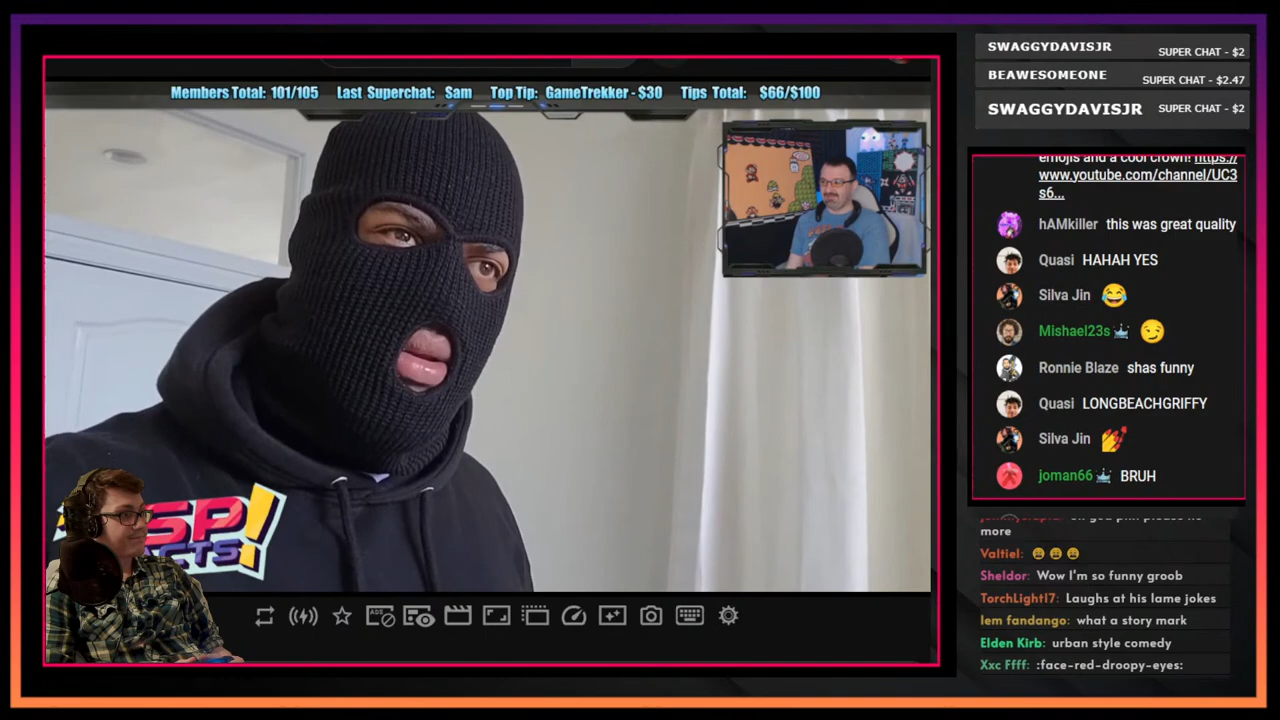 Members Total: 101/105 Last Superchat: Sam Top Tip: GameTrekker - $30 Tips Total: $66/$100
SP!
ACTS!
ADS
SWAGGYDAVISJR SUPER CHAT - $2
BEAWESOMEONE SUPER CHAT - $2.47
SWAGGYDAVISJR SUPER CHAT - $2
emojis and a cool crown! https://
www.youtube.com/channel/UC3
s6...
hAMkiller this was great quality
Quasi HAHAH YES
Silva Jin 😂
Mishael23s 😏
Ronnie Blaze shas funny
Quasi LONGBEACHGRIFFY
Silva Jin 💅
joman66 BRUH
more
Valtiel: 😩 😩 😩
Sheldor: Wow I'm so funny groob
TorchLight17: Laughs at his lame jokes
lem fandango: what a story mark
Elden Kirb: urban style comedy
Xxc Ffff: :face-red-droopy-eyes: